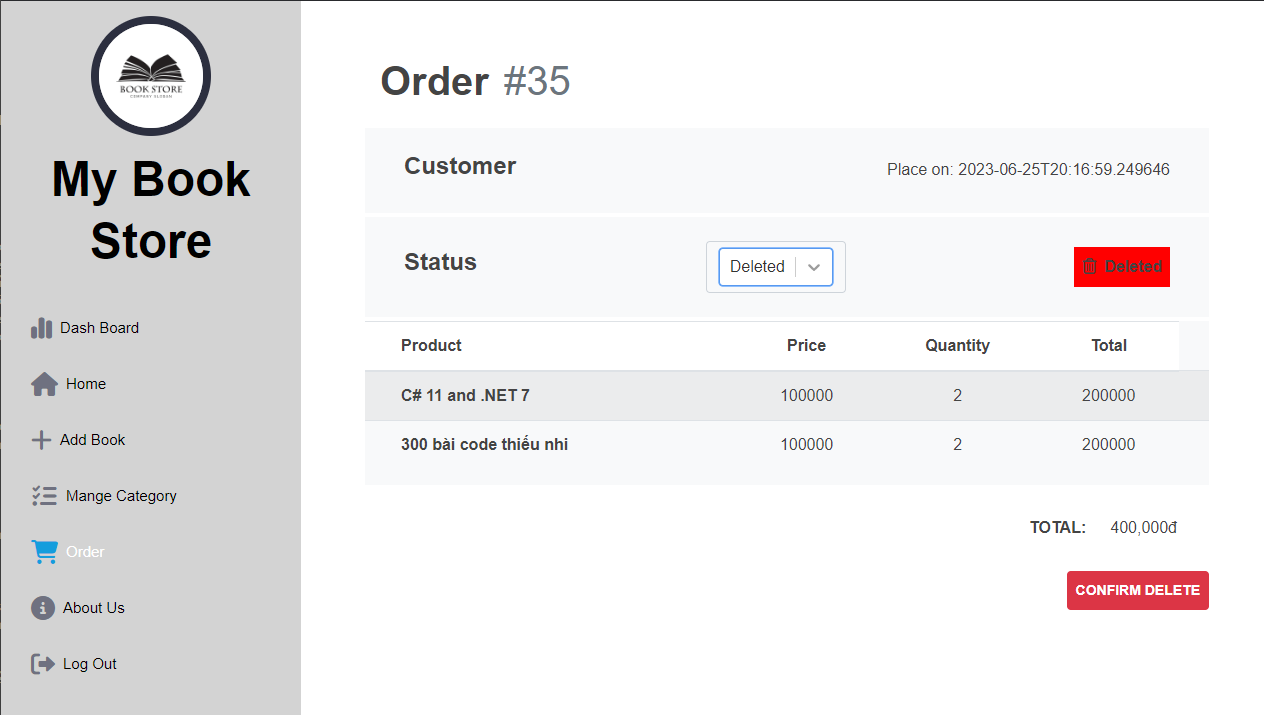 BOOK STORE
COMPANY SLOGAN
My Book
Store
Dash Board
Home
Add Book
Mange Category
Order
About Us
Log Out
Order #35
Customer
Place on: 2023-06-25T20:16:59.249646
Status
Deleted
Deleted
Product Price Quantity Total
C# 11 and .NET 7 100000 2 200000
300 bài code thiếu nhi 100000 2 200000
TOTAL: 400,000đ
CONFIRM DELETE